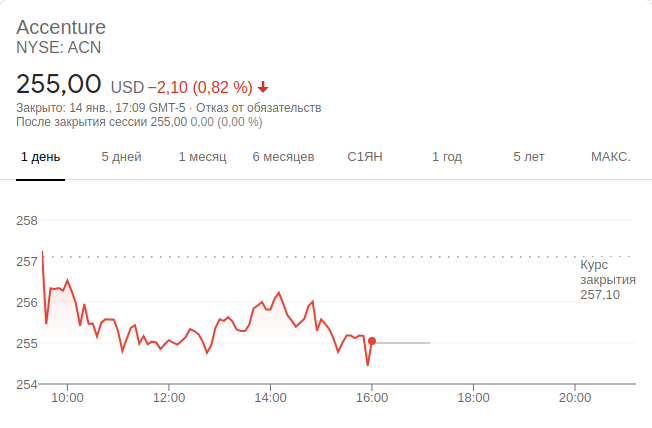 Accenture
NYSE: ACN
255,00 USD −2,10 (0,82 %)
Закрыто: 14 янв., 17:09 GMT-5 · Отказ от обязательств
После закрытия сессии 255,00 0,00 (0,00 %)
1 день 5 дней 1 месяц 6 месяцев С1ЯН 1 год 5 лет МАКС.
258
257
Курс
закрытия
257,10
256
255
254
10:00 12:00 14:00 16:00 18:00 20:00